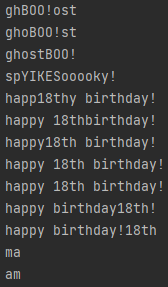 ghBOO!ost
ghoBOO!st
ghostBOO!
spYIKESooooky!
happ18thy birthday!
happy 18thbirthday!
happy18th birthday!
happy 18th birthday!
happy 18th birthday!
happy birthday18th!
happy birthday!18th
ma
am